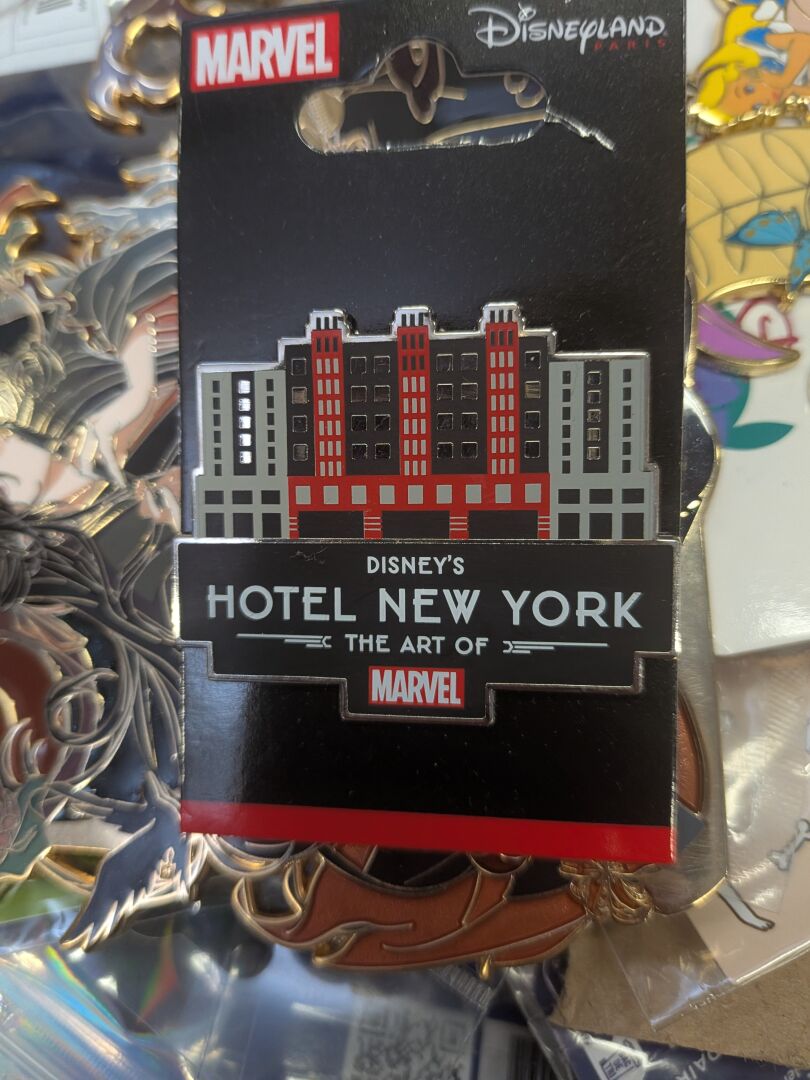 MARVEL
DISNEYLAND
PARIS
DISNEY'S
HOTEL NEW YORK
THE ART OF
MARVEL